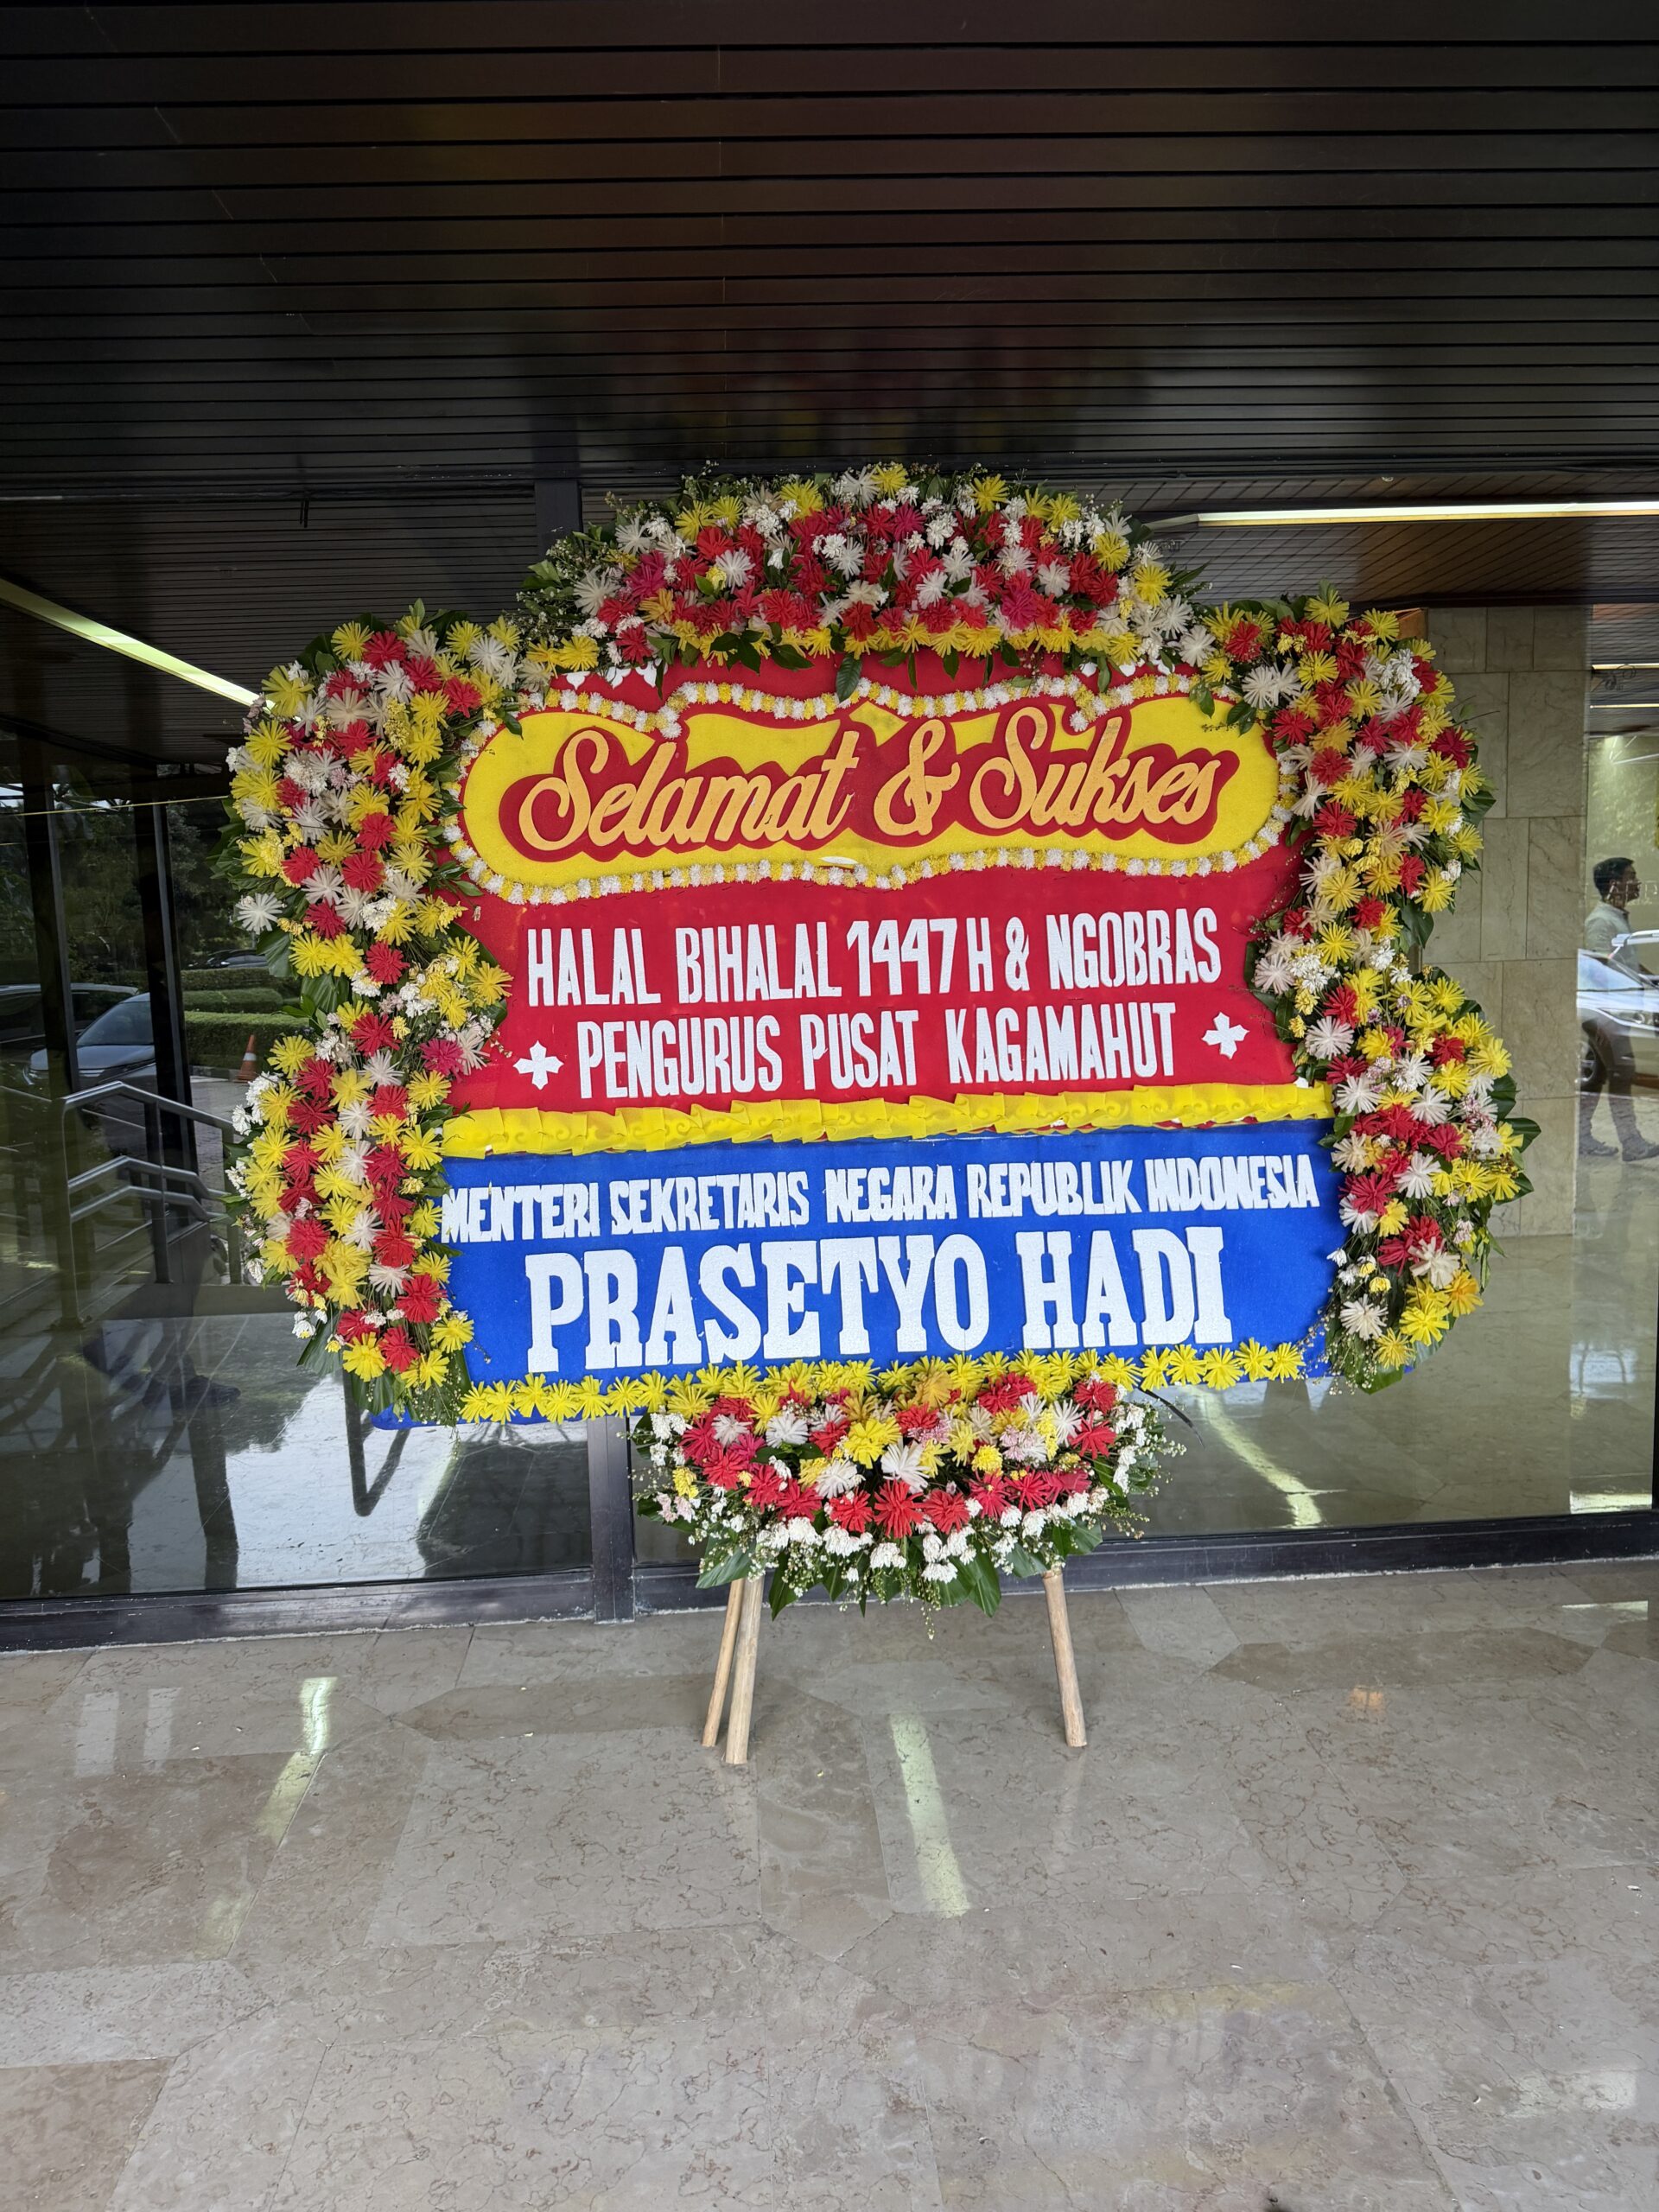 Selamat & Sukses
HALAL BIHALAL 1447 H & NGOBRAS
PENGURUS PUSAT KAGAMAHUT
MENTERI SEKRETARIS NEGARA REPUBLIK INDONESIA
PRASETYO HADI